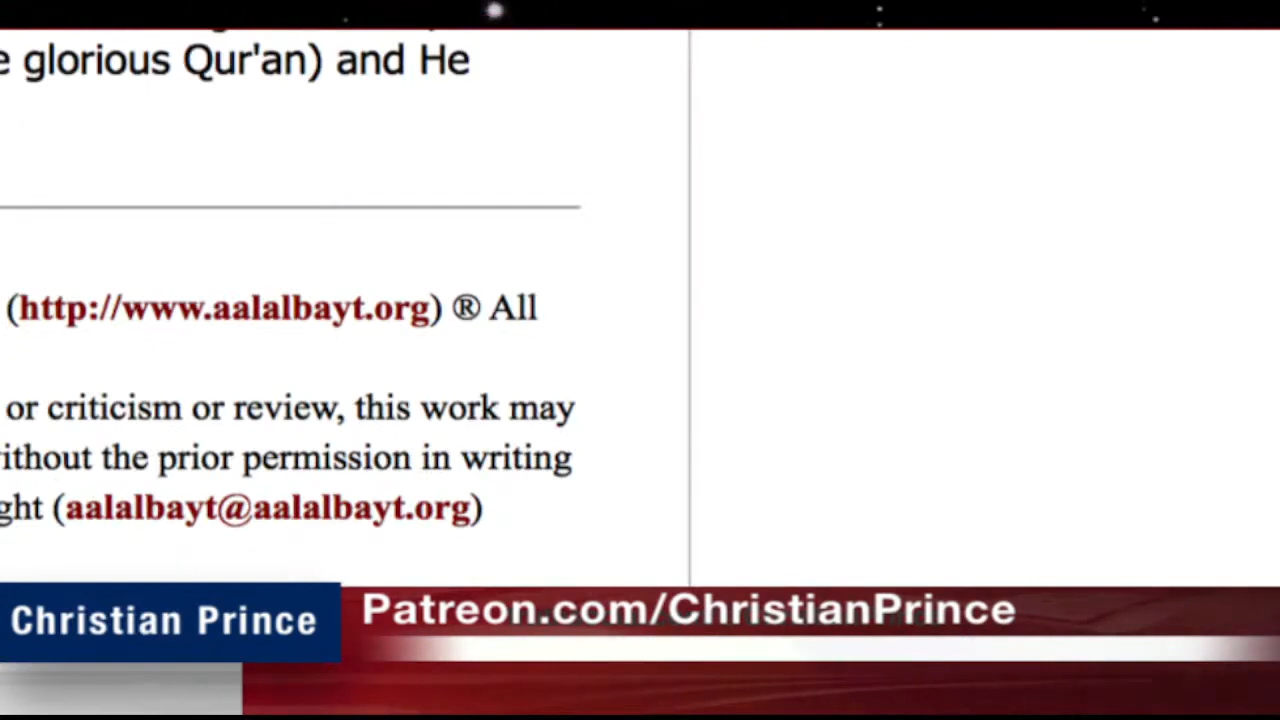 e glorious Qur'an) and He
(http://www.aalalbayt.org) ® All
or criticism or review, this work may
vithout the prior permission in writing
ght (aalalbayt@aalalbayt.org)
Christian Prince
Patreon.com/ChristianPrince